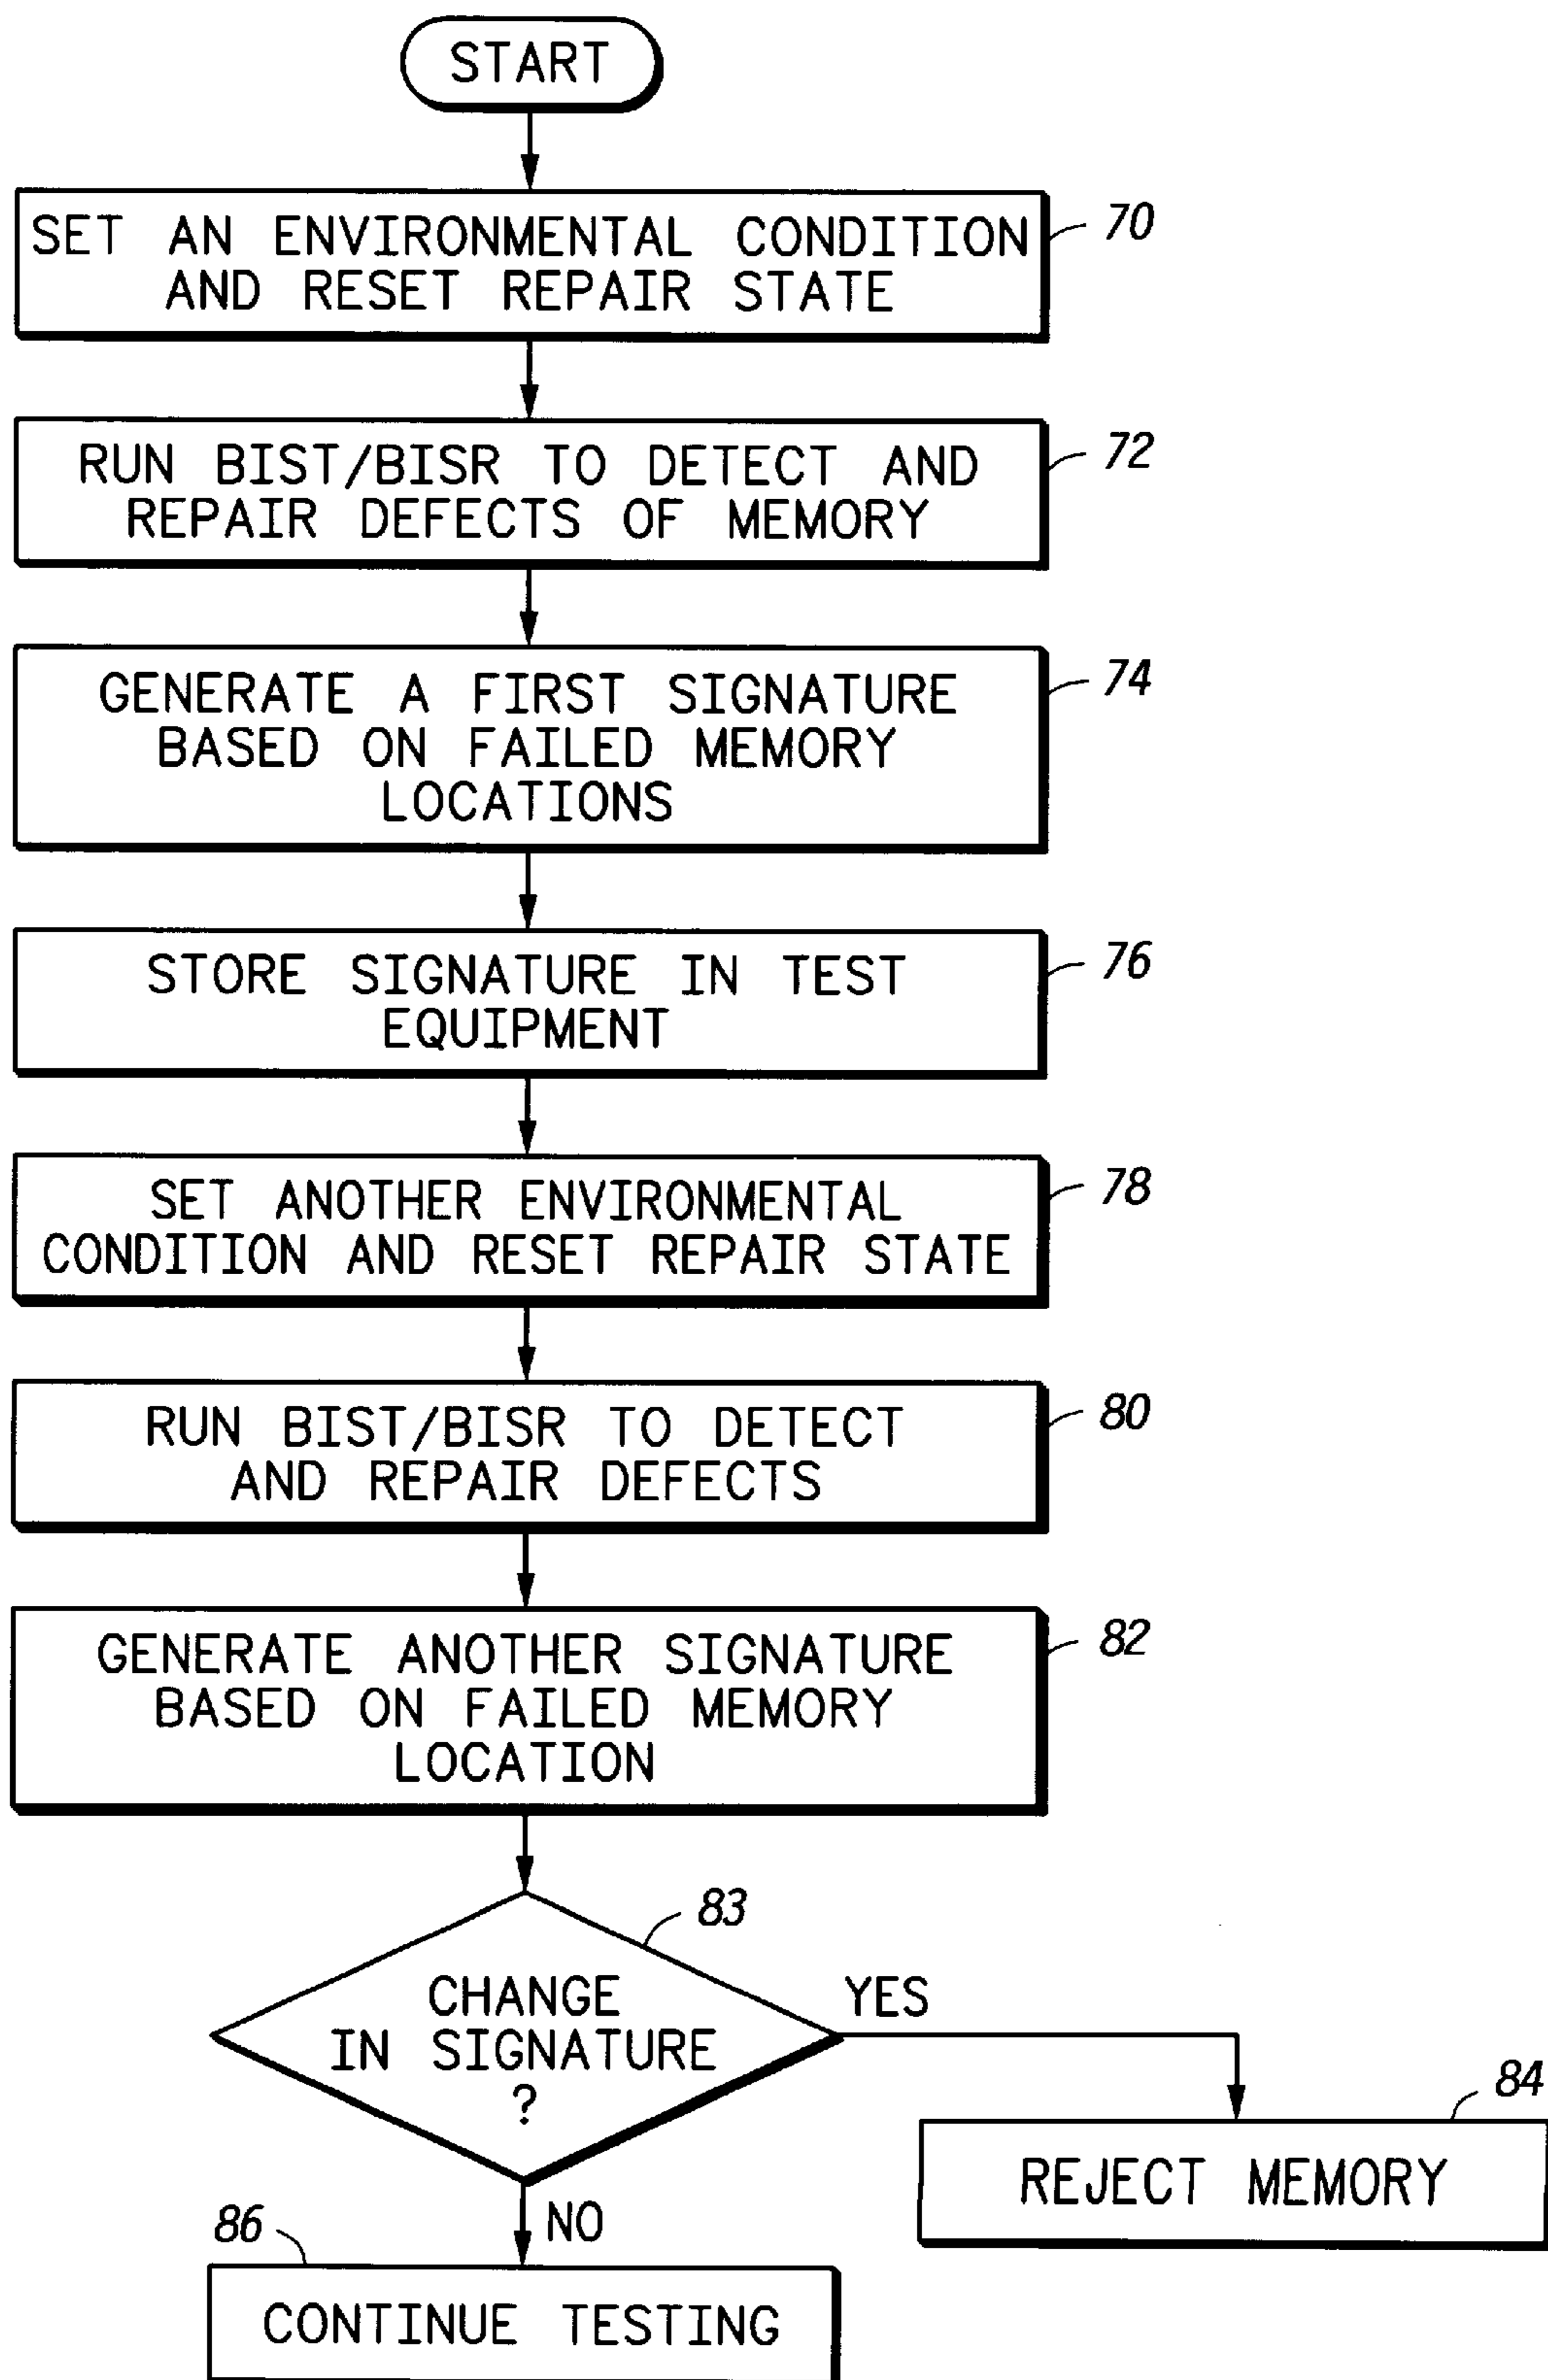 START
SET AN ENVIRONMENTAL CONDITION
AND RESET REPAIR STATE
70
RUN BIST/BISR TO DETECT AND
REPAIR DEFECTS OF MEMORY
72
GENERATE A FIRST SIGNATURE
BASED ON FAILED MEMORY
LOCATIONS
74
STORE SIGNATURE IN TEST
EQUIPMENT
76
SET ANOTHER ENVIRONMENTAL
CONDITION AND RESET REPAIR STATE
78
RUN BIST/BISR TO DETECT
AND REPAIR DEFECTS
80
GENERATE ANOTHER SIGNATURE
BASED ON FAILED MEMORY
LOCATION
82
83
CHANGE
IN SIGNATURE
?
YES
84
REJECT MEMORY
NO
86
CONTINUE TESTING